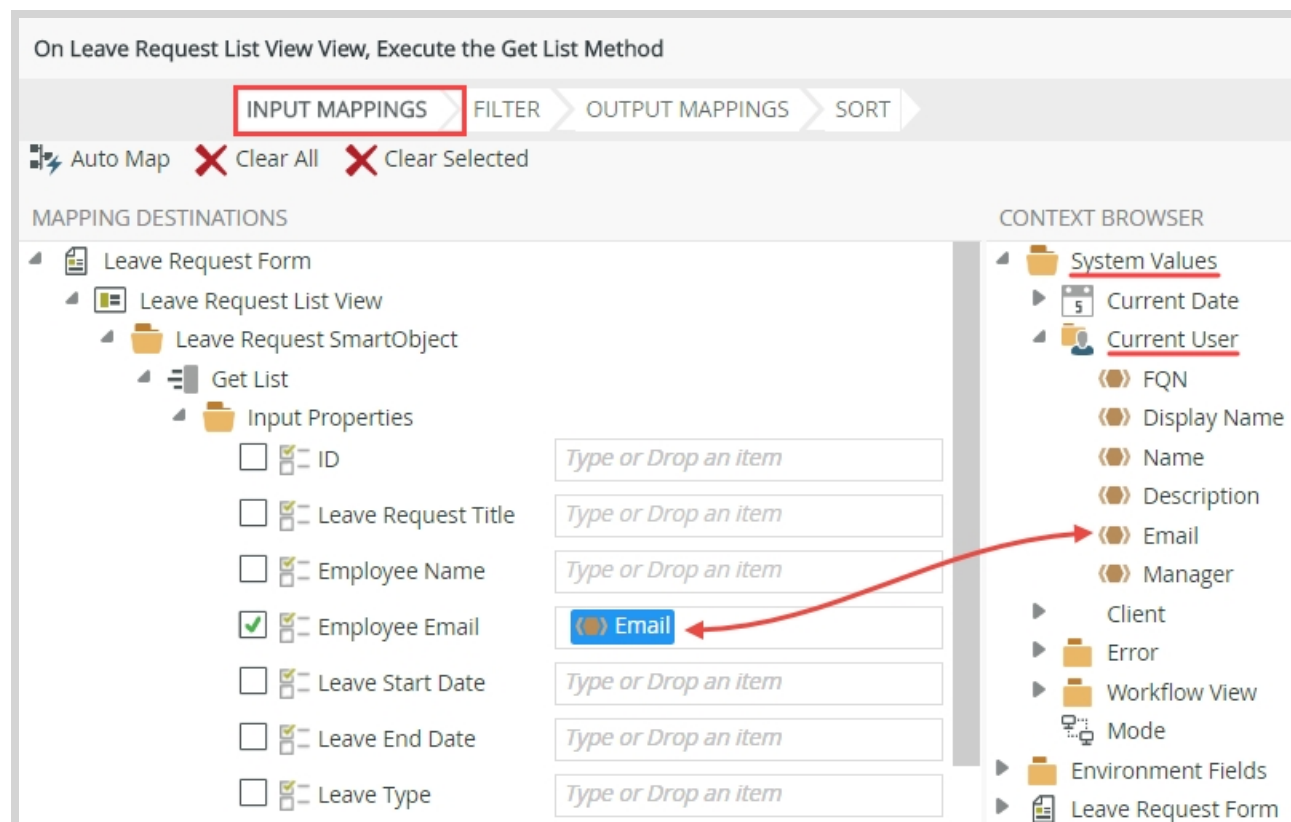 On Leave Request List View View, Execute the Get List Method
INPUT MAPPINGS FILTER OUTPUT MAPPINGS SORT
Auto Map Clear All Clear Selected
MAPPING DESTINATIONS
Leave Request Form
Leave Request List View
Leave Request SmartObject
Get List
Input Properties
ID Type or Drop an item
Leave Request Title Type or Drop an item
Employee Name Type or Drop an item
Employee Email Email
Leave Start Date Type or Drop an item
Leave End Date Type or Drop an item
Leave Type Type or Drop an item
CONTEXT BROWSER
System Values
5 Current Date
Current User
FQN
Display Name
Name
Description
Email
Manager
Client
Error
Workflow View
Mode
Environment Fields
Leave Request Form